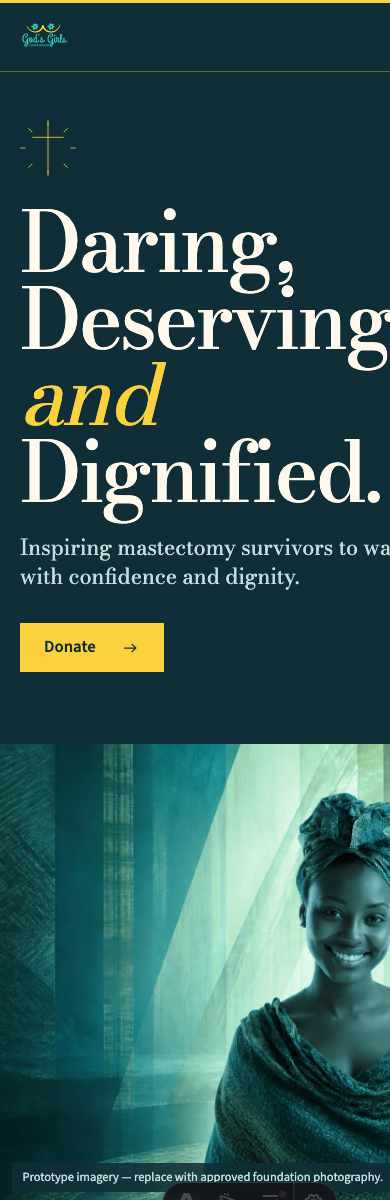 God's Girls
FOUNDATION
Daring,
Deserving
and
Dignified.
Inspiring mastectomy survivors to wa
with confidence and dignity.
Donate →
Prototype imagery — replace with approved foundation photography.